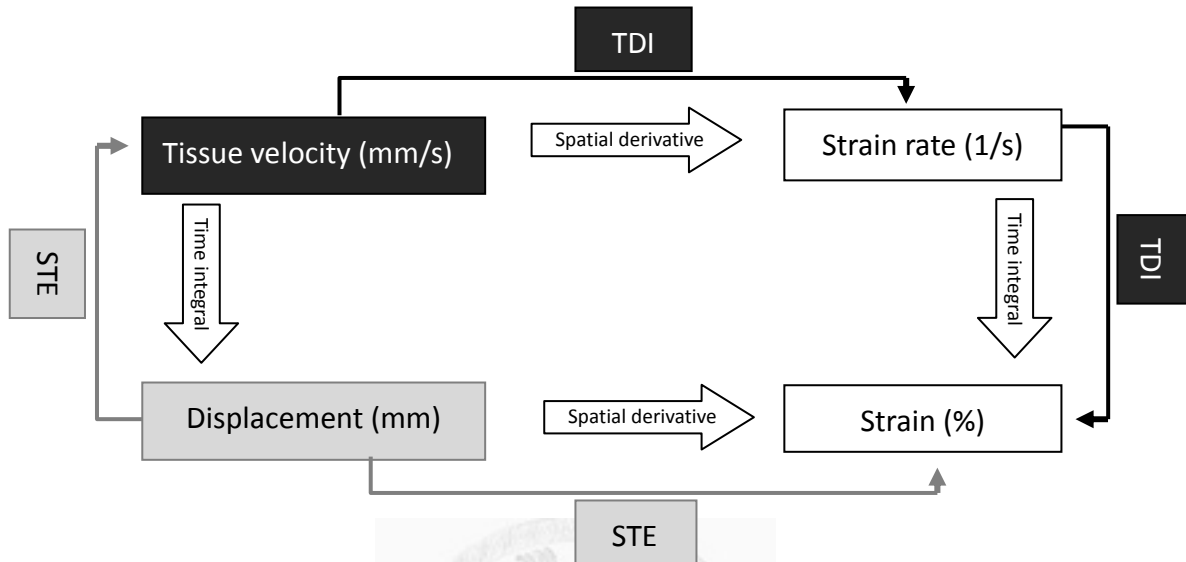 TDI
Tissue velocity (mm/s)
Spatial derivative
Strain rate (1/s)
STE
Time integral
Time integral
TDI
Displacement (mm)
Spatial derivative
Strain (%)
STE